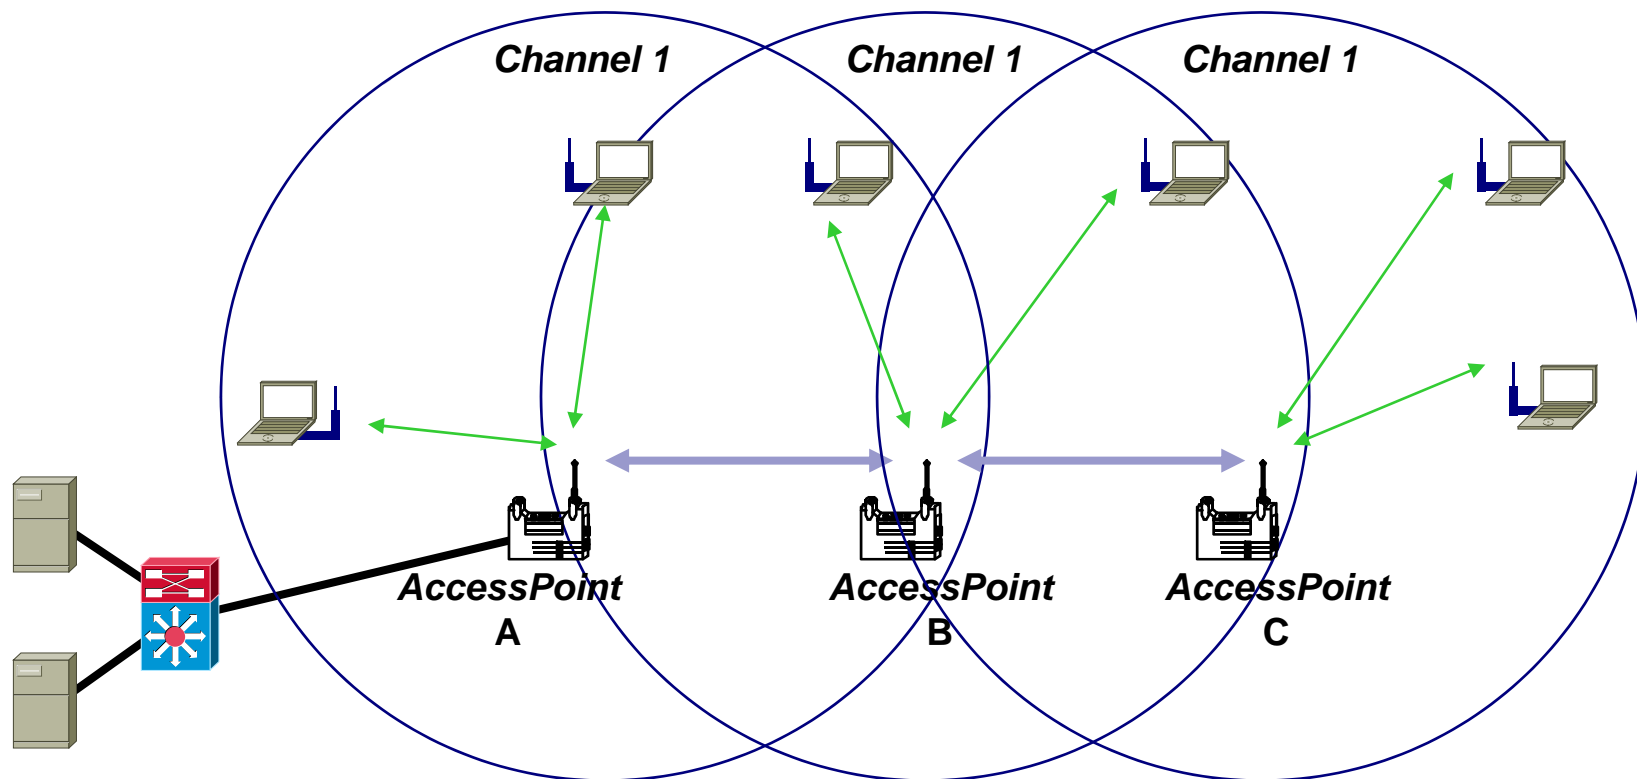 Channel 1
Channel 1
Channel 1
AccessPoint
A
AccessPoint
B
AccessPoint
C